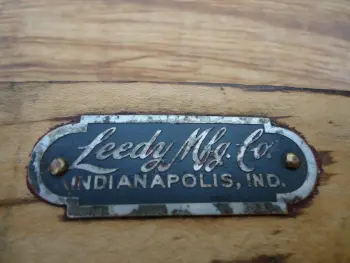 Leedy Mfg. Co.
INDIANAPOLIS, IND.